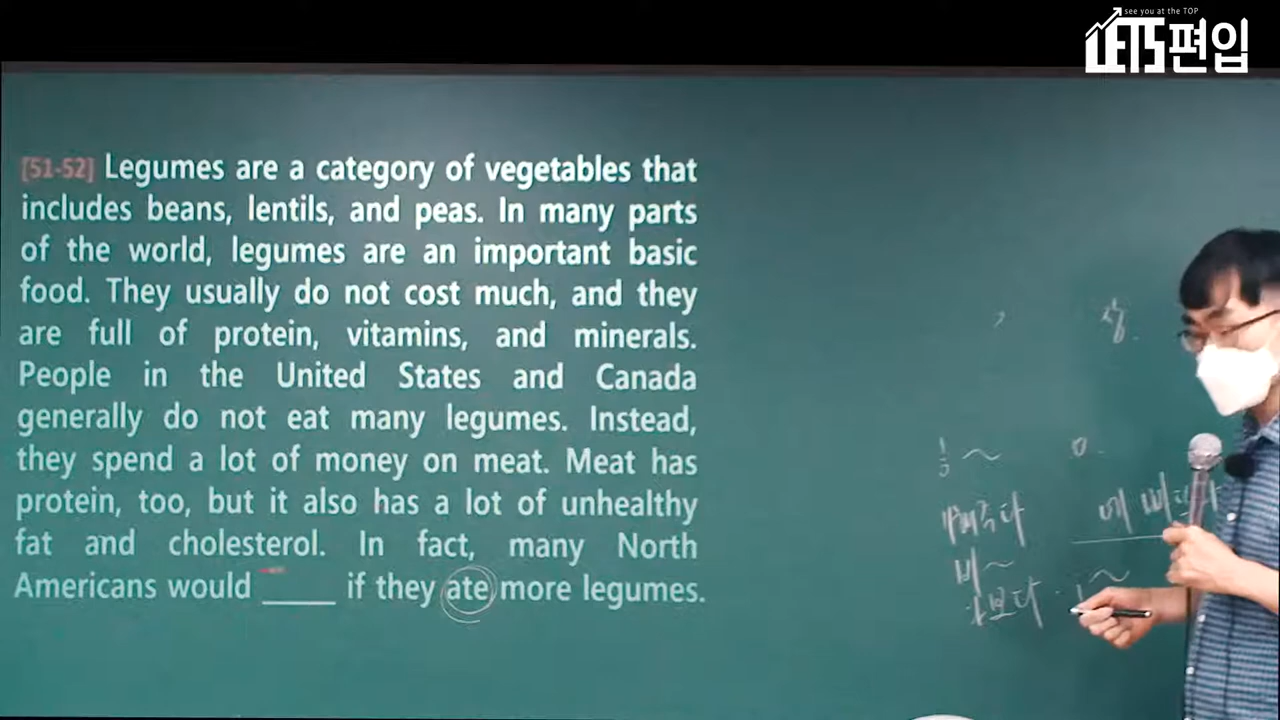 see you at the TOP
LETS편입
[51-52] Legumes are a category of vegetables that
includes beans, lentils, and peas. In many parts
of the world, legumes are an important basic
food. They usually do not cost much, and they
are full of protein, vitamins, and minerals.
People in the United States and Canada
generally do not eat many legumes. Instead,
they spend a lot of money on meat. Meat has
protein, too, but it also has a lot of unhealthy
fat and cholesterol. In fact, many North
Americans would _____ if they ate more legumes.